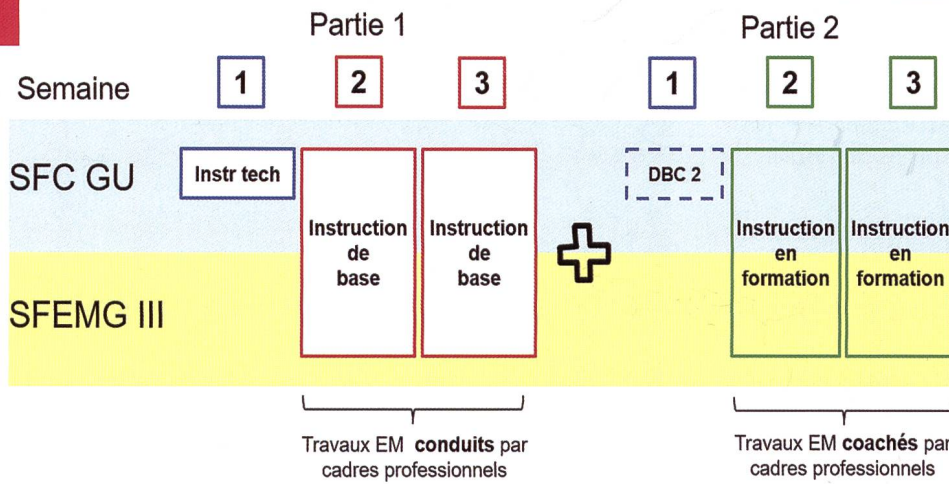 Partie 1
Partie 2
Semaine
1
2
3
1
2
3
SFC GU
Instr tech
DBC 2
Instruction
de
base
Instruction
de
base
Instruction
en
formation
Instruction
en
formation
SFEMG III
Travaux EM conduits par
cadres professionnels
Travaux EM coachés par
cadres professionnels